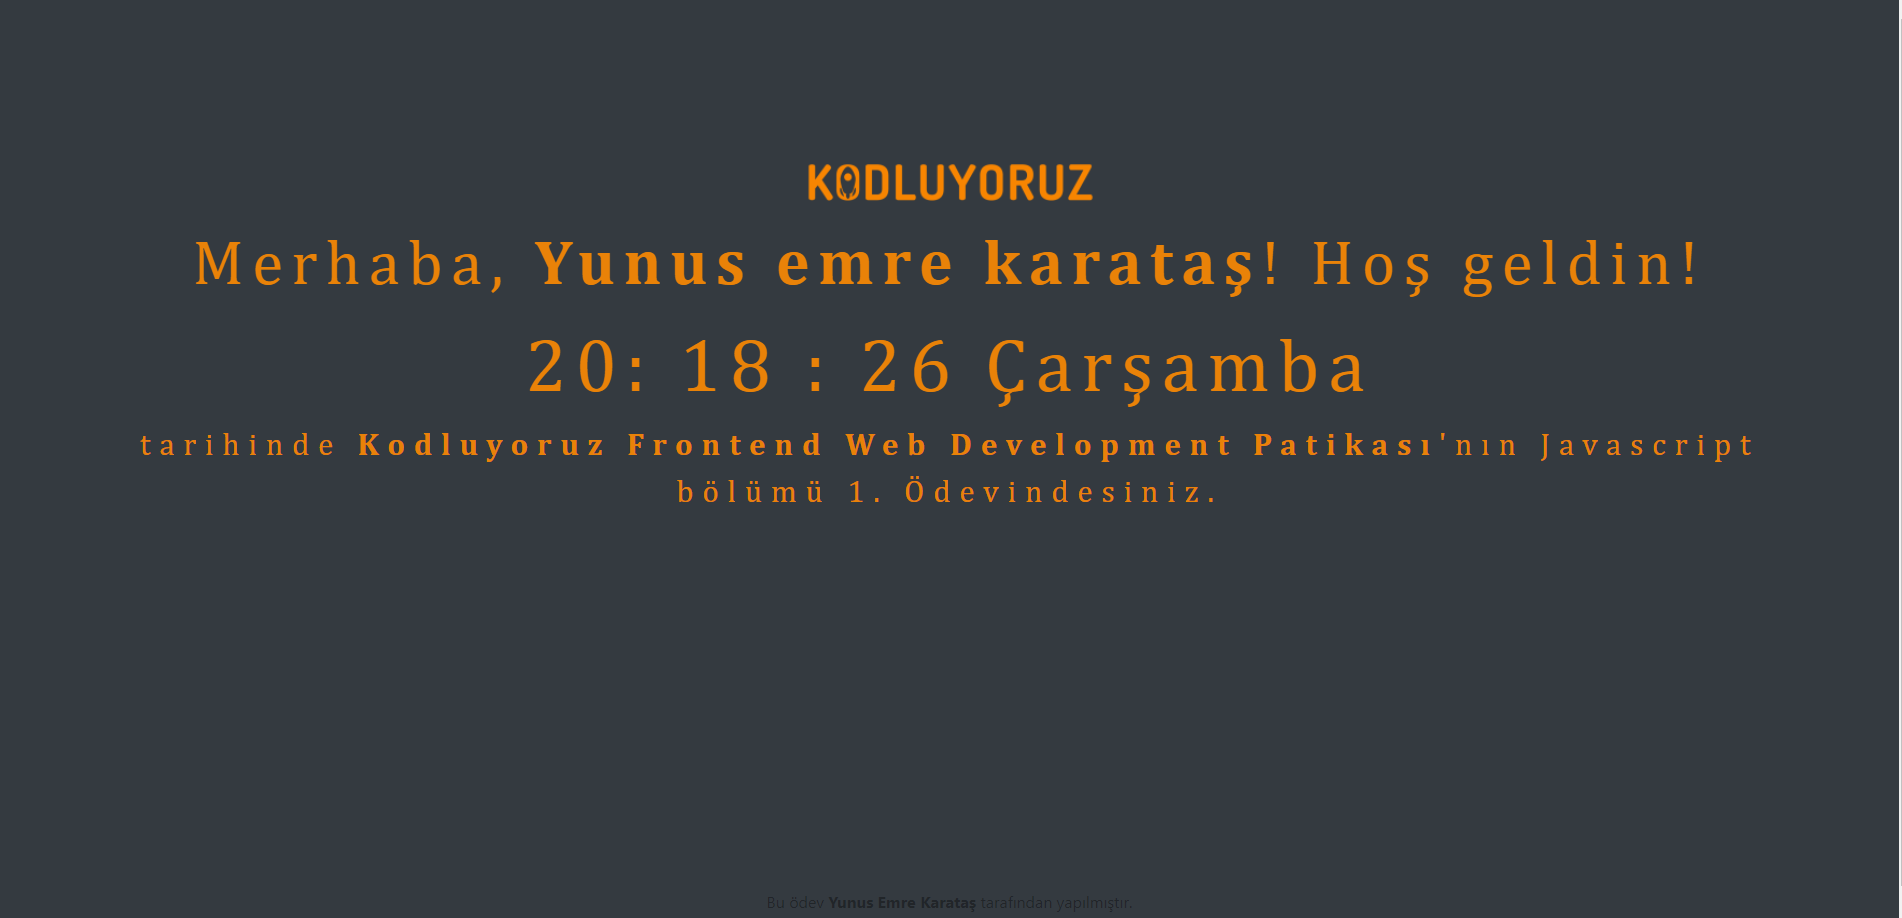 KODLUYORUZ
Merhaba, Yunus emre karataş! Hoş geldin!
20: 18 : 26 Çarşamba
tarihinde Kodluyoruz Frontend Web Development Patikası'nın Javascript
bölümü 1. Ödevindesiniz.
Bu ödev Yunus Emre Karataş tarafından yapılmıştır.